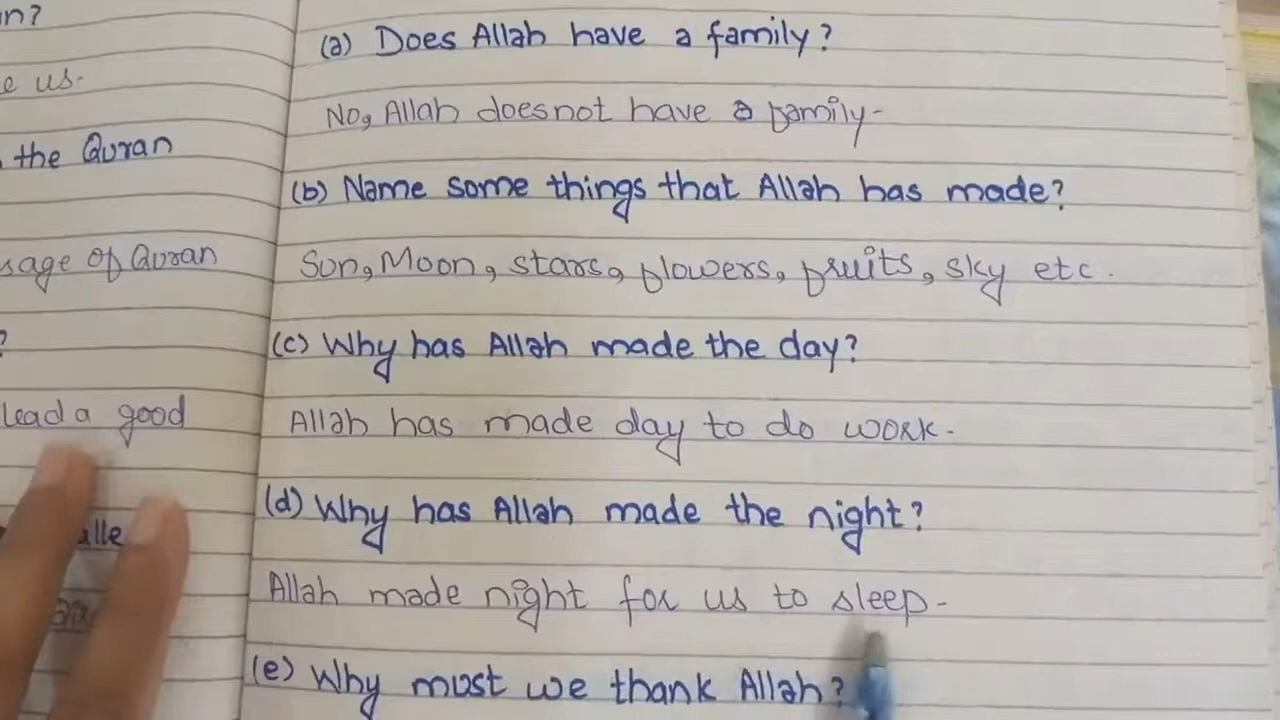 us.
the Quran
of Quran
lead a good
(a) Does Allah have a family?
No, Allah does not have a family.
(b) Name some things that Allah has made?
Sun, Moon, stars, flowers, fruits, sky etc.
(c) Why has Allah made the day?
Allah has made day to do work.
(d) Why has Allah made the night?
Allah made night for us to sleep.
(e) Why must we thank Allah?